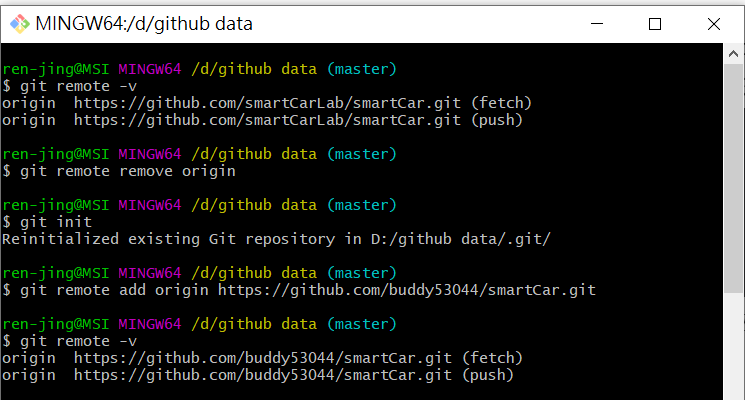 MINGW64:/d/github data
ren-jing@MSI MINGW64 /d/github data (master)
$ git remote -v
origin  https://github.com/smartCarLab/smartCar.git (fetch)
origin  https://github.com/smartCarLab/smartCar.git (push)
ren-jing@MSI MINGW64 /d/github data (master)
$ git remote remove origin
ren-jing@MSI MINGW64 /d/github data (master)
$ git init
Reinitialized existing Git repository in D:/github data/.git/
ren-jing@MSI MINGW64 /d/github data (master)
$ git remote add origin https://github.com/buddy53044/smartCar.git
ren-jing@MSI MINGW64 /d/github data (master)
$ git remote -v
origin  https://github.com/buddy53044/smartCar.git (fetch)
origin  https://github.com/buddy53044/smartCar.git (push)